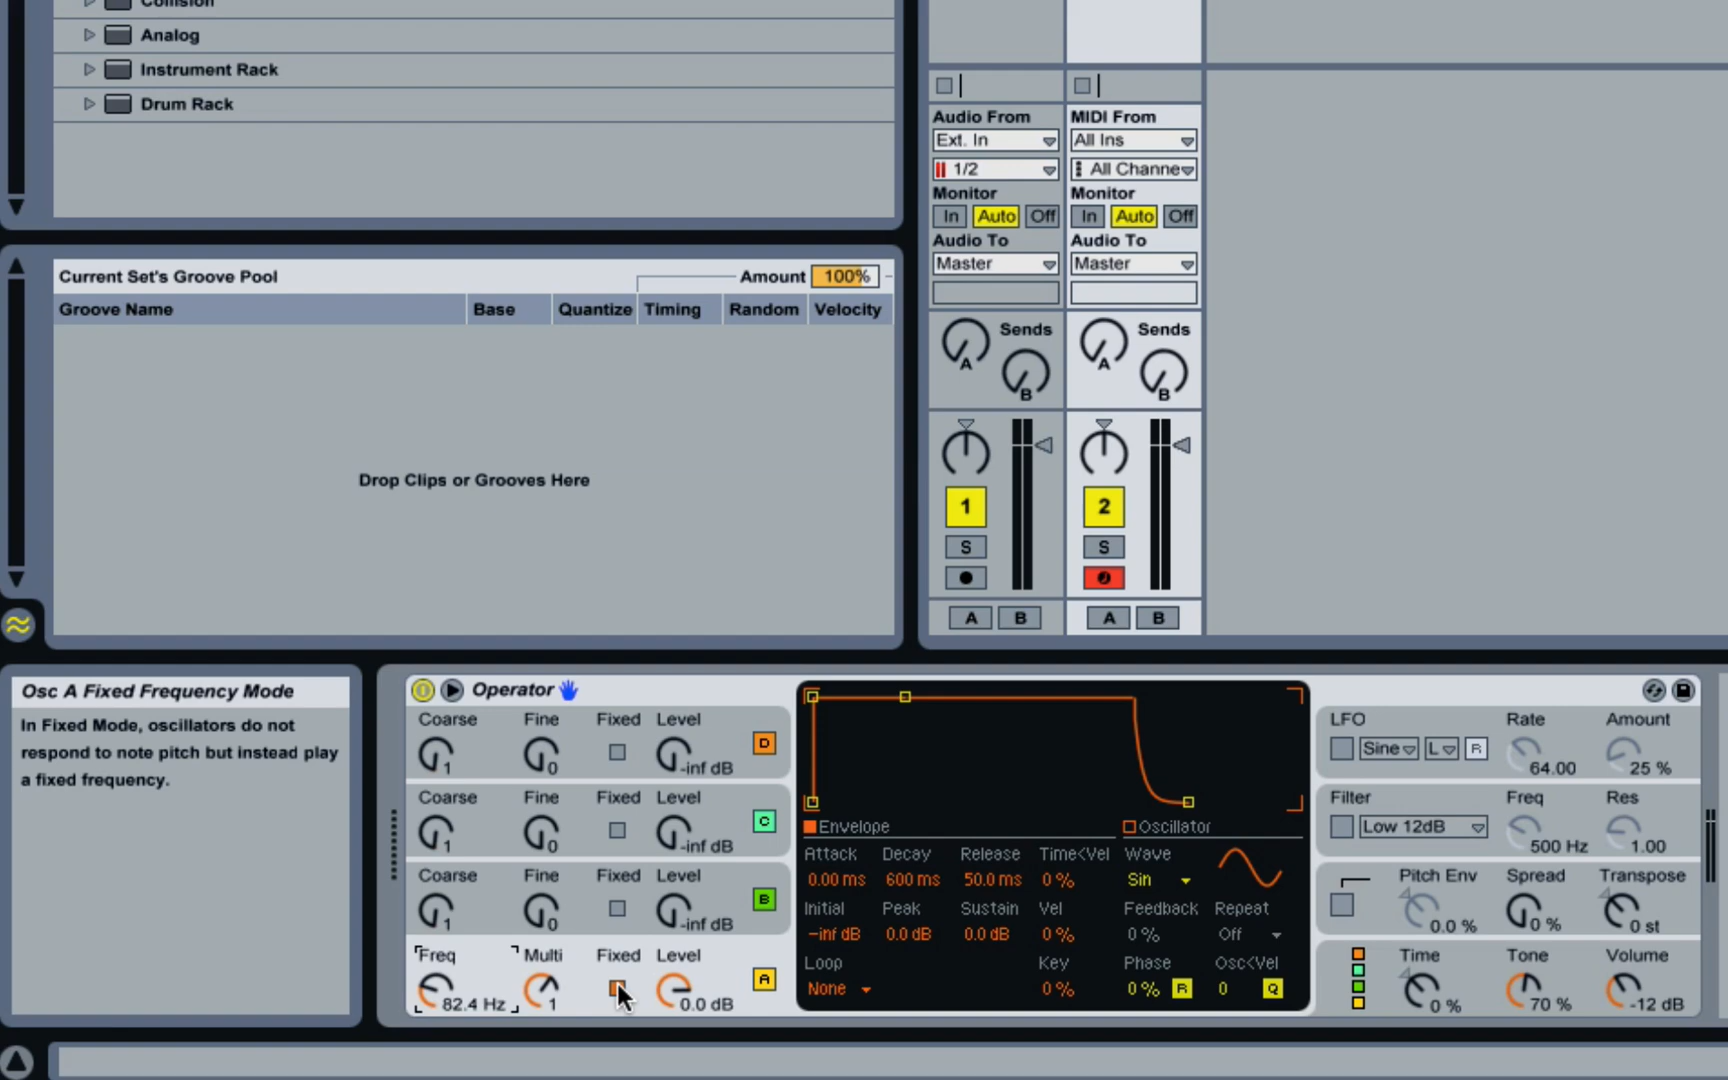 Collision
Analog
Instrument Rack
Drum Rack
Current Set's Groove Pool
Amount 100%
Groove Name Base Quantize Timing Random Velocity
Drop Clips or Grooves Here
Audio From
Ext. In
1/2
Monitor
In Auto Off
Audio To
Master
Sends
A
B
1
S
A B
MIDI From
All Ins
All Channe
Monitor
In Auto Off
Audio To
Master
Sends
A
B
2
S
A B
Osc A Fixed Frequency Mode
In Fixed Mode, oscillators do not
respond to note pitch but instead play
a fixed frequency.
Operator
Coarse Fine Fixed Level
1 0 -inf dB D
Coarse Fine Fixed Level
1 0 -inf dB C
Coarse Fine Fixed Level
1 0 -inf dB B
Freq Multi Fixed Level
82.4 Hz 1 0.0 dB A
Envelope Oscillator
Attack Decay Release Time<Vel Wave
0.00 ms 600 ms 50.0 ms 0 % Sin
Initial Peak Sustain Vel Feedback Repeat
-inf dB 0.0 dB 0.0 dB 0 % 0 % Off
Loop Key Phase Osc<Vel
None 0 % 0 % R 0 Q
LFO Rate Amount
Sine L R 64.00 25 %
Filter Freq Res
Low 12dB 500 Hz 1.00
Pitch Env Spread Transpose
0.0 % 0 % 0 st
Time Tone Volume
0 % 70 % -12 dB